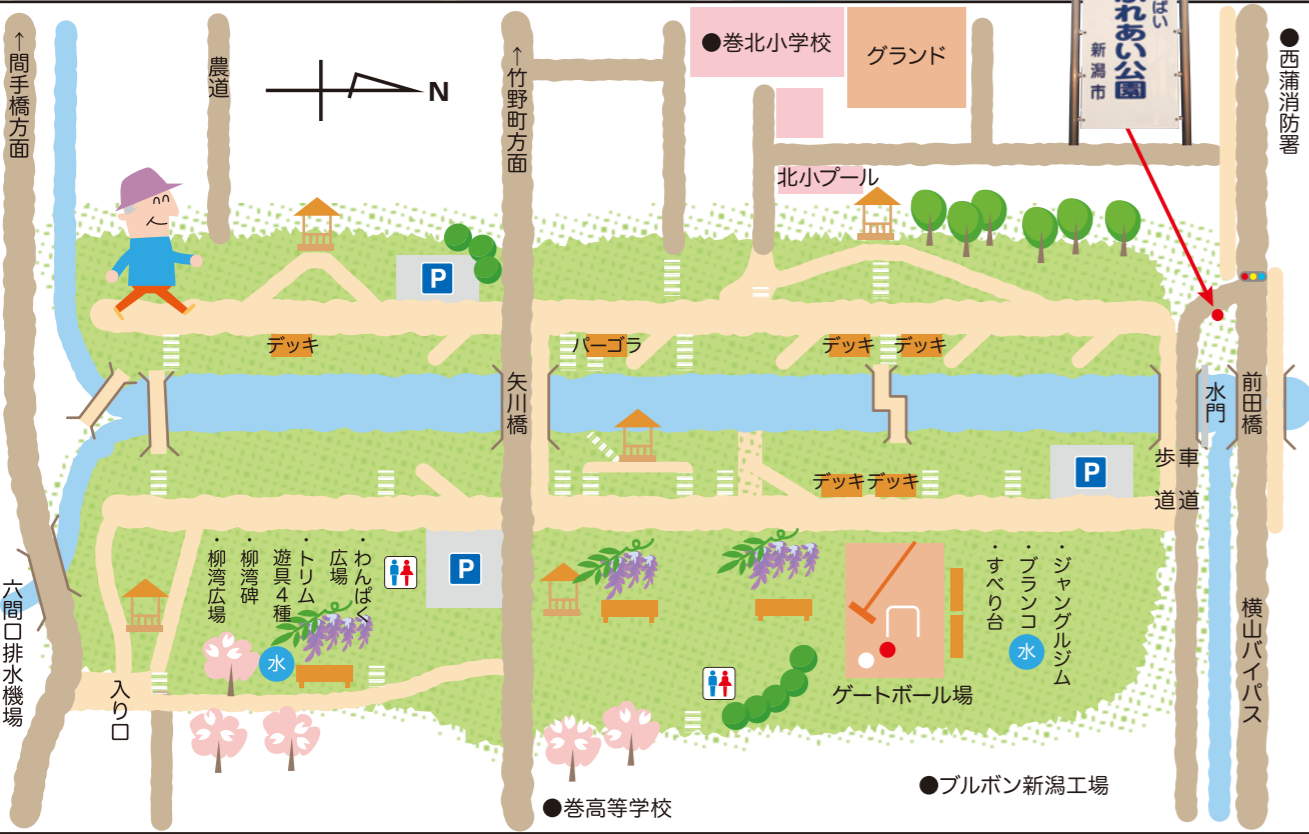 ↑間手橋方面
農道
N
↑竹野町方面
●巻北小学校
グランド
ばい
ふれあい公園
新潟市
●西蒲消防署
北小プール
P
デッキ
パーゴラ
デッキ
デッキ
矢川橋
水門
前田橋
歩道
車道
P
デッキ
デッキ
・わんぱく
広場
・トリム
遊具4種
・柳湾碑
・柳湾広場
P
水
・ジャングルジム
・ブランコ
・すべり台
水
ゲートボール場
入り口
六間口排水機場
横山バイパス
●巻高等学校
●ブルボン新潟工場